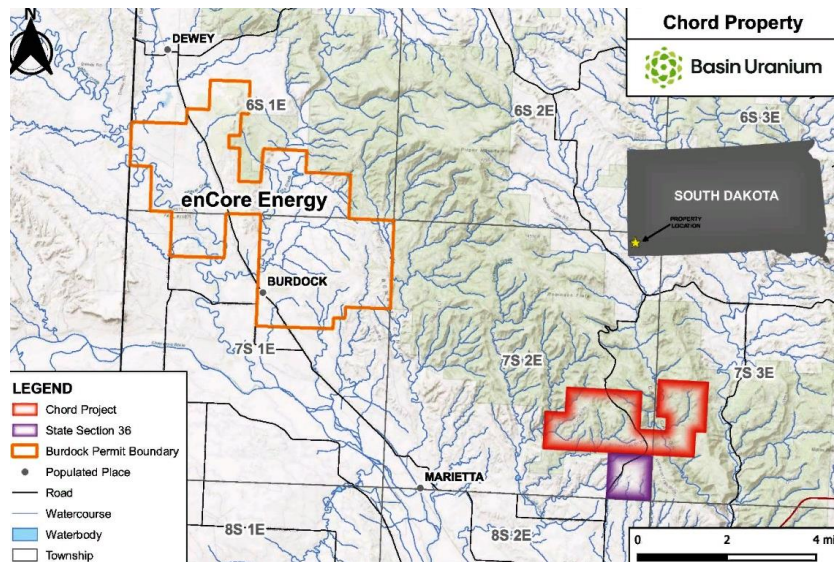 N
DEWEY
Chord Property
Basin Uranium
6S 1E
6S 2E
6S 3E
enCore Energy
SOUTH DAKOTA
PROPERTY
LOCATION
BURDOCK
7S 1E
7S 2E
7S 3E
LEGEND
Chord Project
State Section 36
Burdock Permit Boundary
Populated Place
Road
Watercourse
Waterbody
Township
MARIETTA
8S 1E
8S 2E
0 2 4 mi